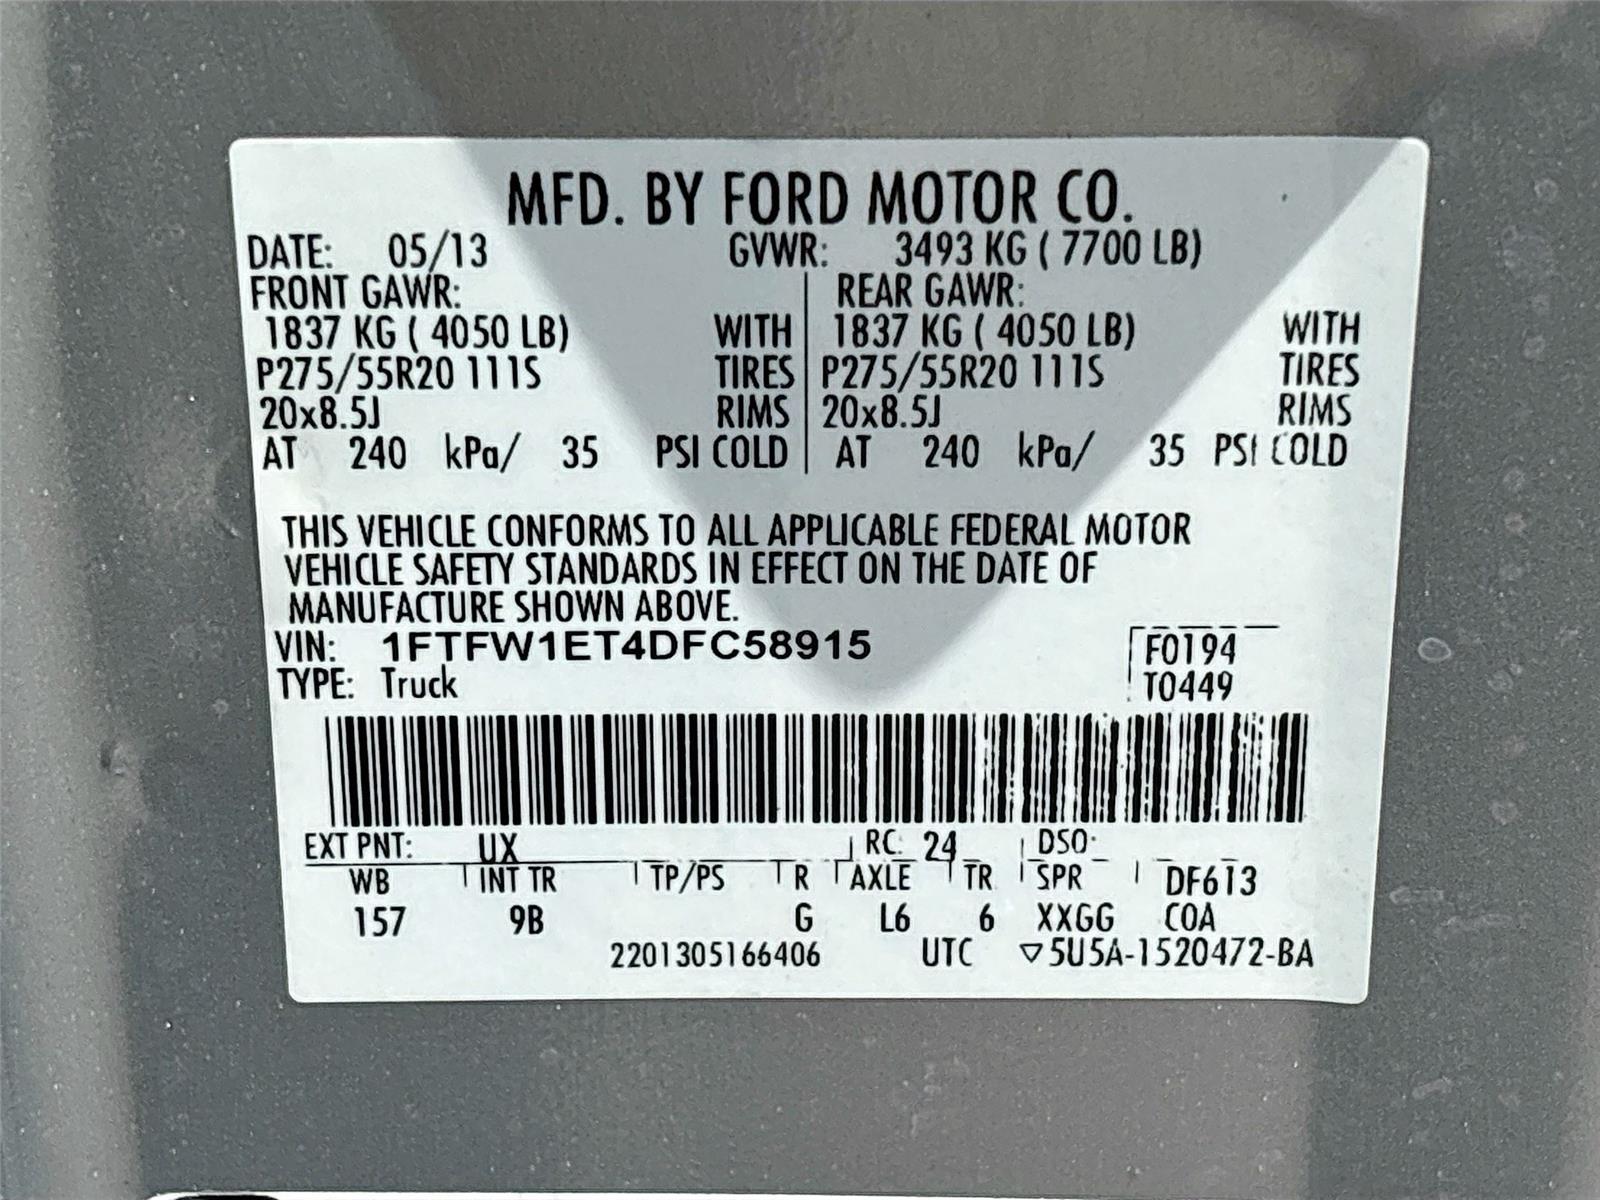 MFD. BY FORD MOTOR CO.
DATE: 05/13 GVWR: 3493 KG ( 7700 LB)
FRONT GAWR: REAR GAWR:
1837 KG ( 4050 LB) WITH 1837 KG ( 4050 LB) WITH
P275/55R20 111S TIRES P275/55R20 111S TIRES
20x8.5J RIMS 20x8.5J RIMS
AT 240 kPa/ 35 PSI COLD AT 240 kPa/ 35 PSI COLD
THIS VEHICLE CONFORMS TO ALL APPLICABLE FEDERAL MOTOR
VEHICLE SAFETY STANDARDS IN EFFECT ON THE DATE OF
MANUFACTURE SHOWN ABOVE.
VIN: 1FTFW1ET4DFC58915 F0194
TYPE: Truck T0449
EXT PNT: UX RC: 24 DSO:
WB INT TR TP/PS R AXLE TR SPR DF613
157 9B G L6 6 XXGG COA
2201305166406 UTC ▽5U5A-1520472-BA